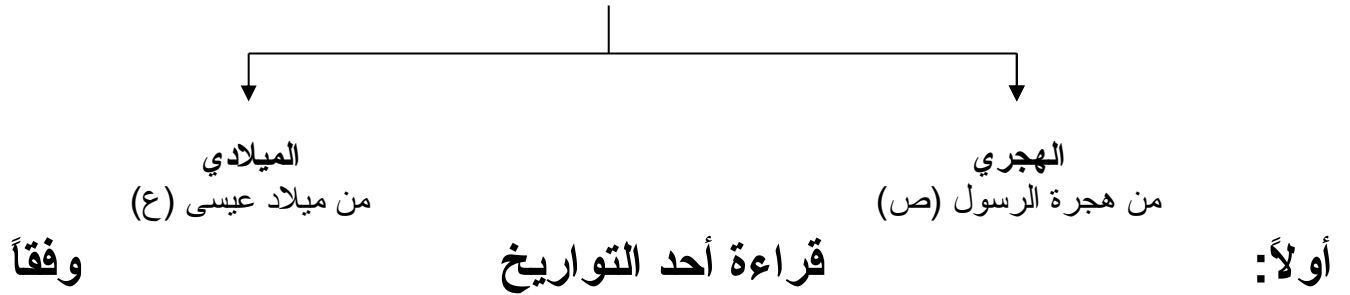 الهجري الميلادي
من هجرة الرسول (ص) من ميلاد عيسى (ع)
أولاً: قراءة أحد التواريخ وفقاً